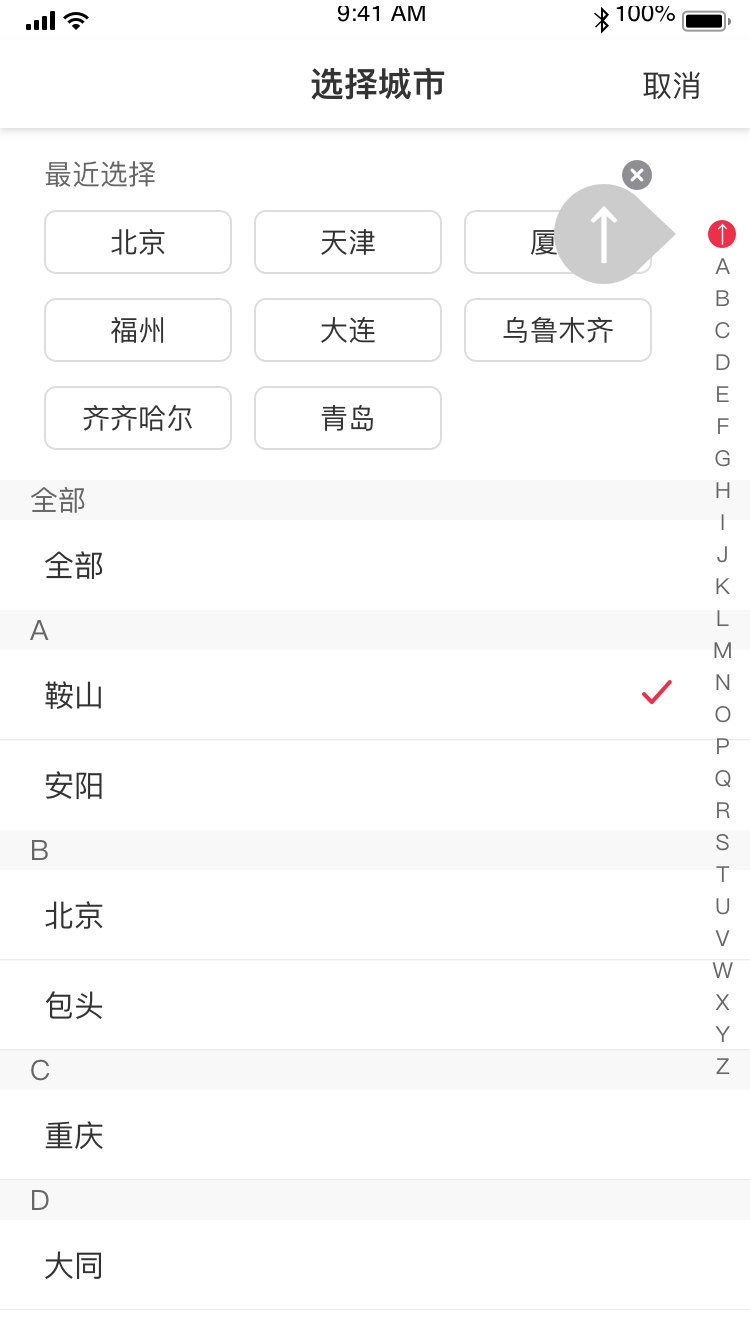 9:41 AM 100%
选择城市 取消
最近选择
北京 天津 厦
福州 大连 乌鲁木齐
齐齐哈尔 青岛
全部
全部
A
鞍山
安阳
B
北京
包头
C
重庆
D
大同
A
B
C
D
E
F
G
H
I
J
K
L
M
N
O
P
Q
R
S
T
U
V
W
X
Y
Z